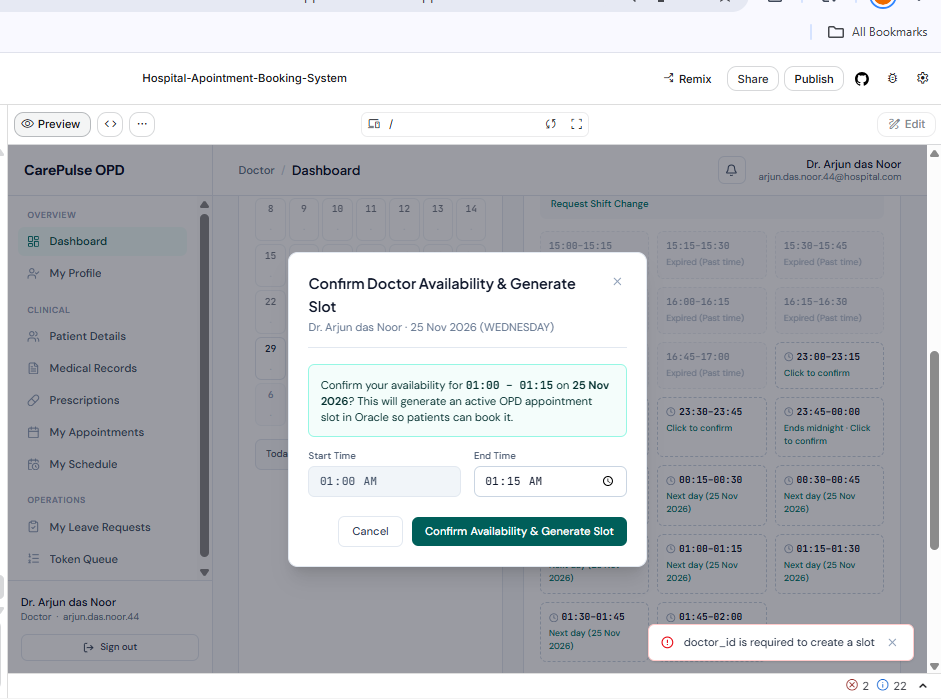 All Bookmarks
Hospital-Apointment-Booking-System
Remix
Share
Publish
Preview
/
Edit
CarePulse OPD
Doctor / Dashboard
Dr. Arjun das Noor
arjun.das.noor.44@hospital.com
OVERVIEW
Dashboard
My Profile
CLINICAL
Patient Details
Medical Records
Prescriptions
My Appointments
My Schedule
OPERATIONS
My Leave Requests
Token Queue
Dr. Arjun das Noor
Doctor · arjun.das.noor.44
Sign out
8 9 10 11 12 13 14
15
22
29
6
Toda
Request Shift Change
15:00-15:15
15:15-15:30
Expired (Past time)
15:30-15:45
Expired (Past time)
16:00-16:15
Expired (Past time)
16:15-16:30
Expired (Past time)
16:45-17:00
Expired (Past time)
23:00-23:15
Click to confirm
23:30-23:45
Click to confirm
23:45-00:00
Ends midnight · Click
to confirm
00:15-00:30
Next day (25 Nov
2026)
00:30-00:45
Next day (25 Nov
2026)
Next day (25 Nov
2026)
01:00-01:15
Next day (25 Nov
2026)
01:15-01:30
Next day (25 Nov
2026)
01:30-01:45
Next day (25 Nov
2026)
01:45-02:00
Confirm Doctor Availability & Generate
Slot
Dr. Arjun das Noor · 25 Nov 2026 (WEDNESDAY)
Confirm your availability for 01:00 - 01:15 on 25 Nov
2026? This will generate an active OPD appointment
slot in Oracle so patients can book it.
Start Time
01:00 AM
End Time
01:15 AM
Cancel
Confirm Availability & Generate Slot
doctor_id is required to create a slot
2
22